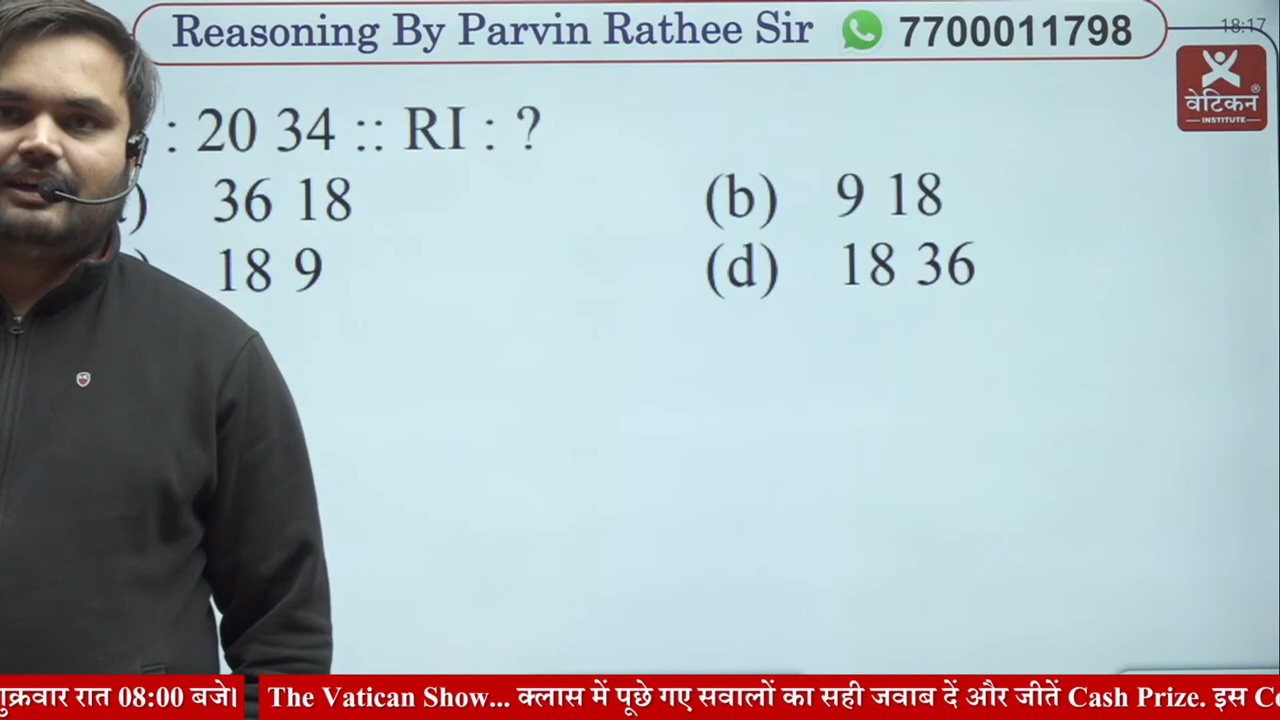 Reasoning By Parvin Rathee Sir 7700011798
18:17
वेटिकन
INSTITUTE
: 20 34 :: RI : ?
) 36 18 (b) 9 18
18 9 (d) 18 36
रात 08:00 बजे। The Vatican Show... क्लास में पूछे गए सवालों का सही जवाब दें और जीतें Cash Prize. इस